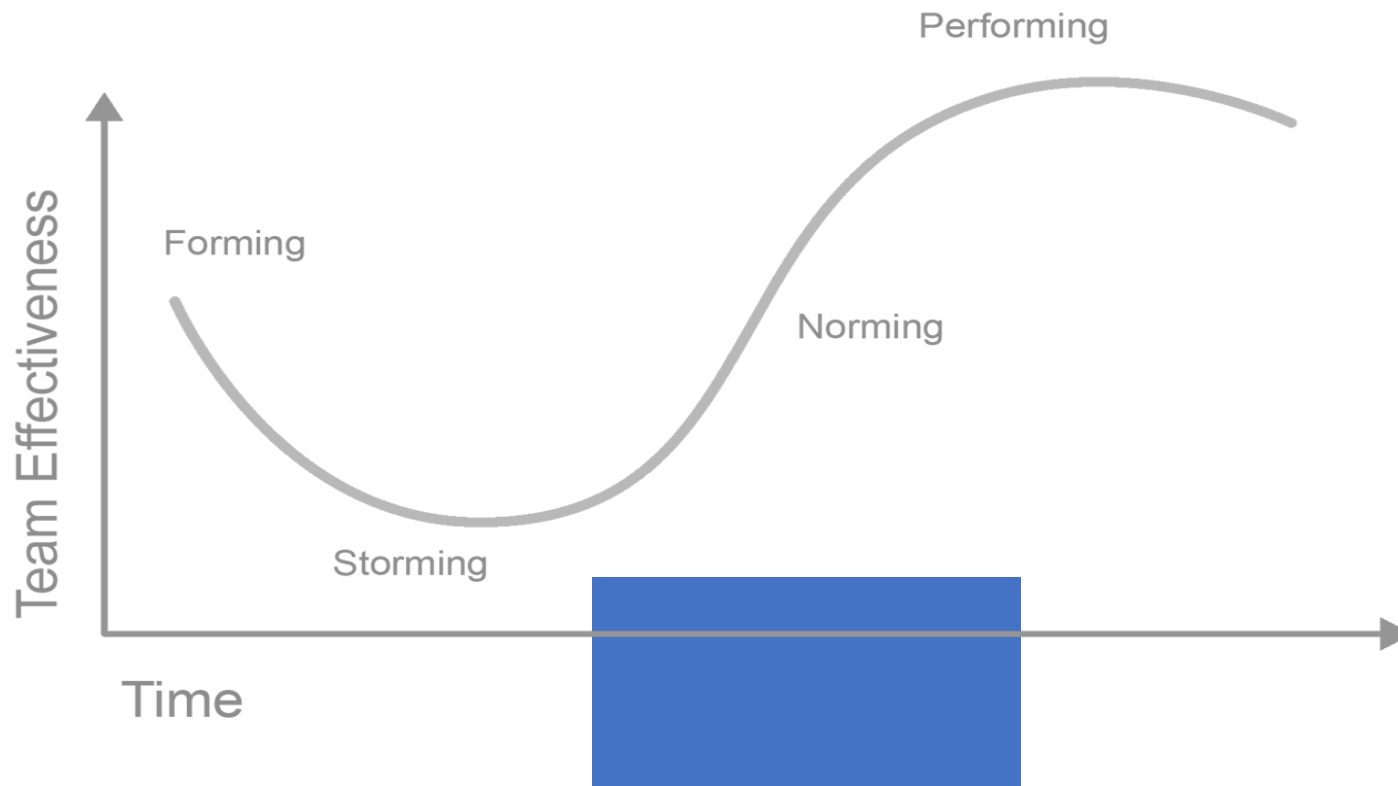 Performing
Forming
Norming
Storming
Team Effectiveness
Time